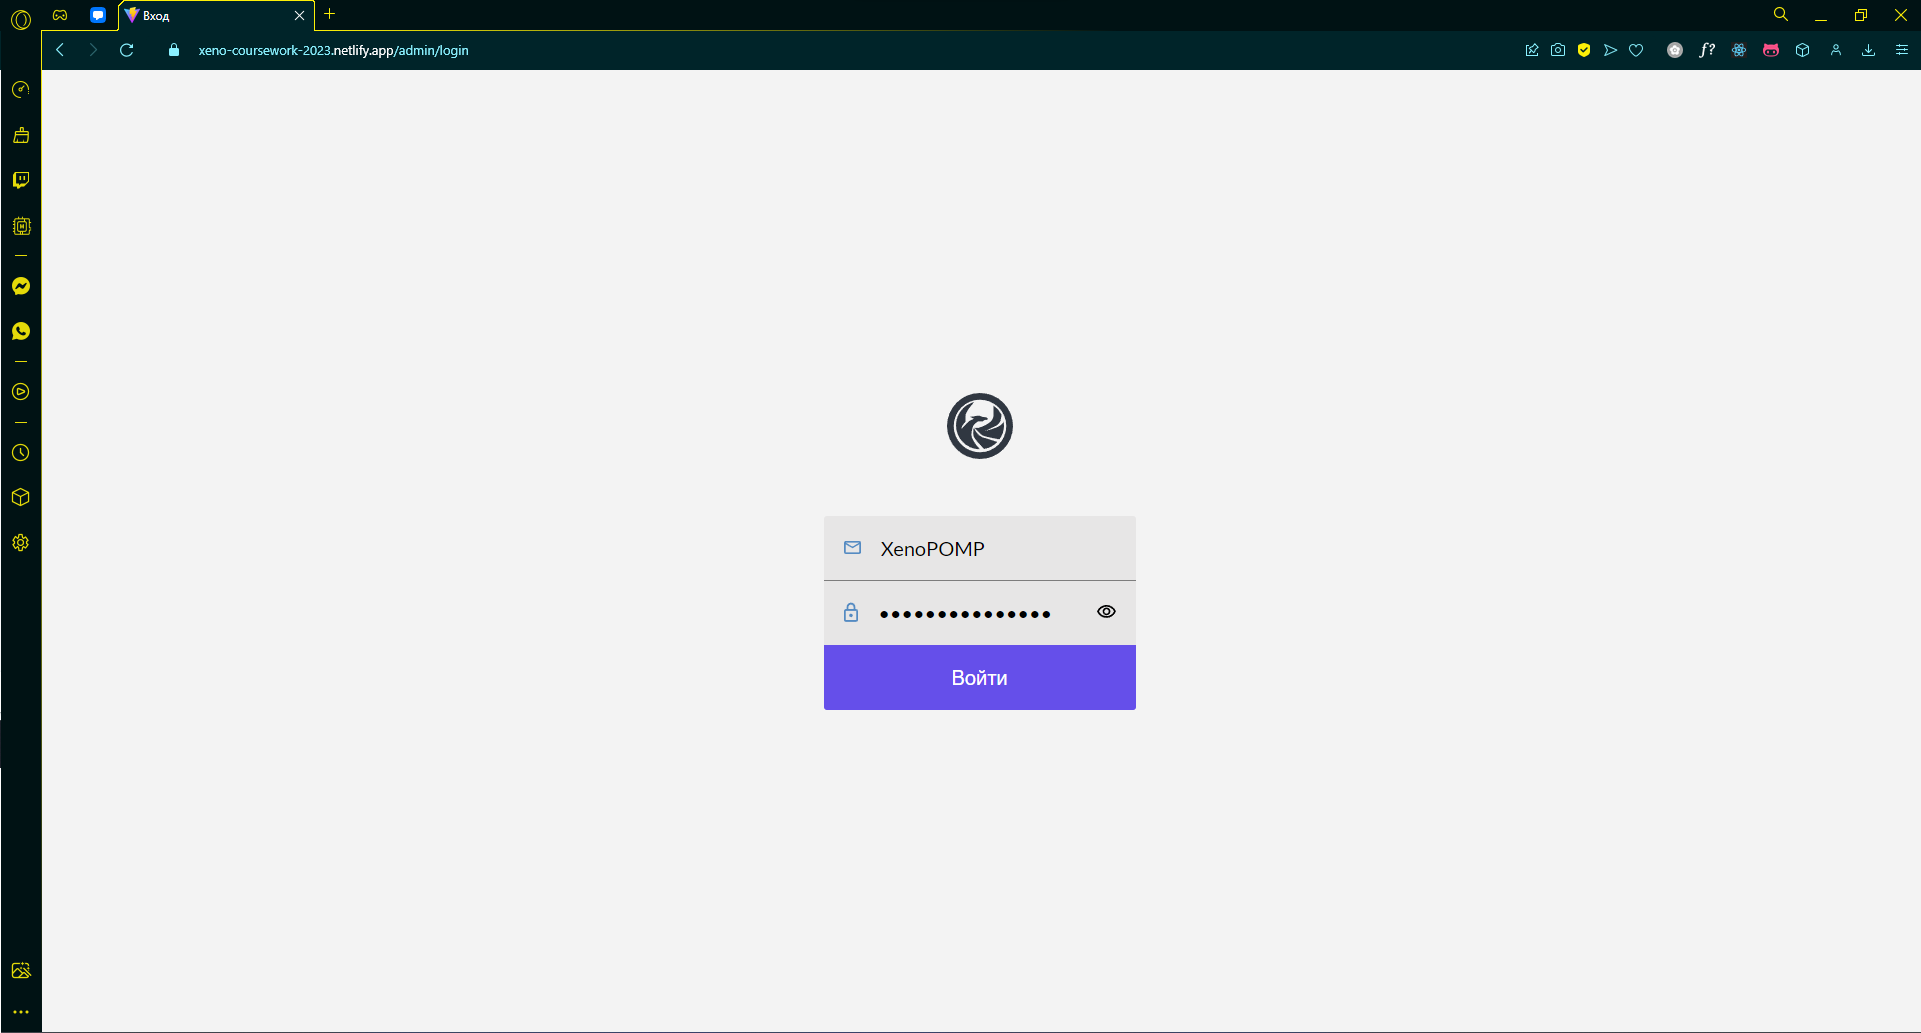 Вход
xeno-coursework-2023.netlify.app/admin/login
f?
XenoPOMP
•••••••••••••••
Войти